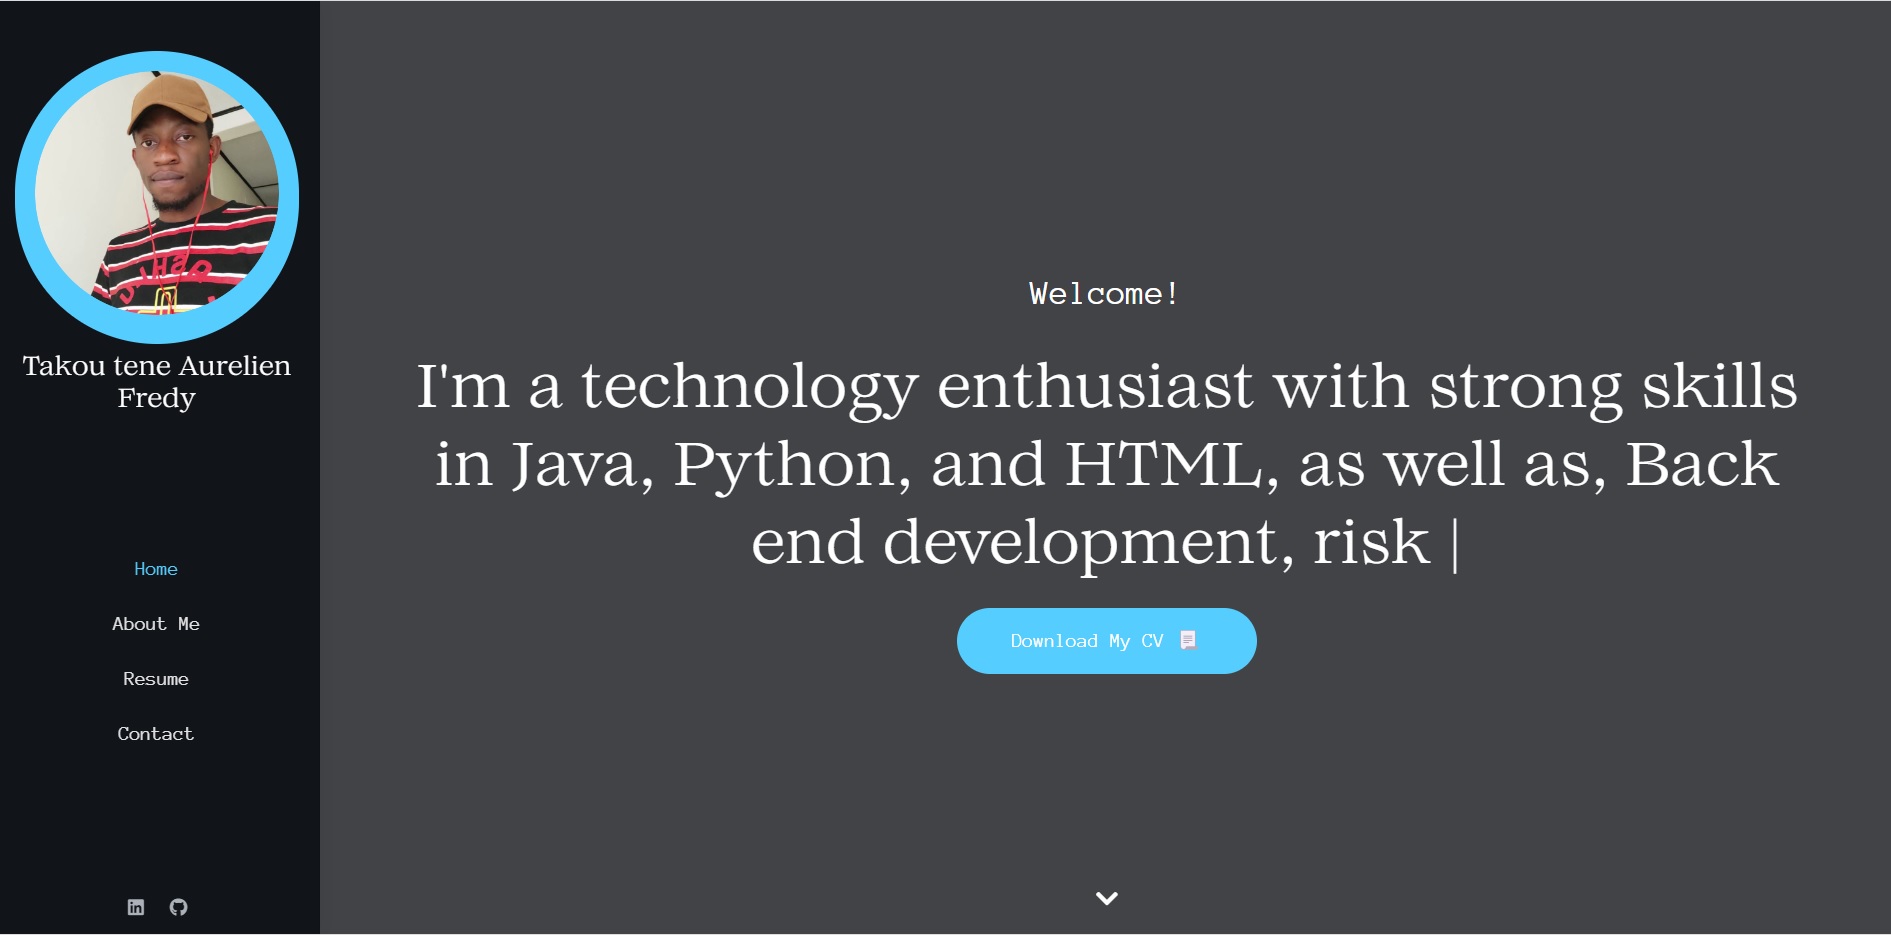 Takou tene Aurelien
Fredy
Home
About Me
Resume
Contact
in
Welcome!
I'm a technology enthusiast with strong skills
in Java, Python, and HTML, as well as, Back
end development, risk |
Download My CV